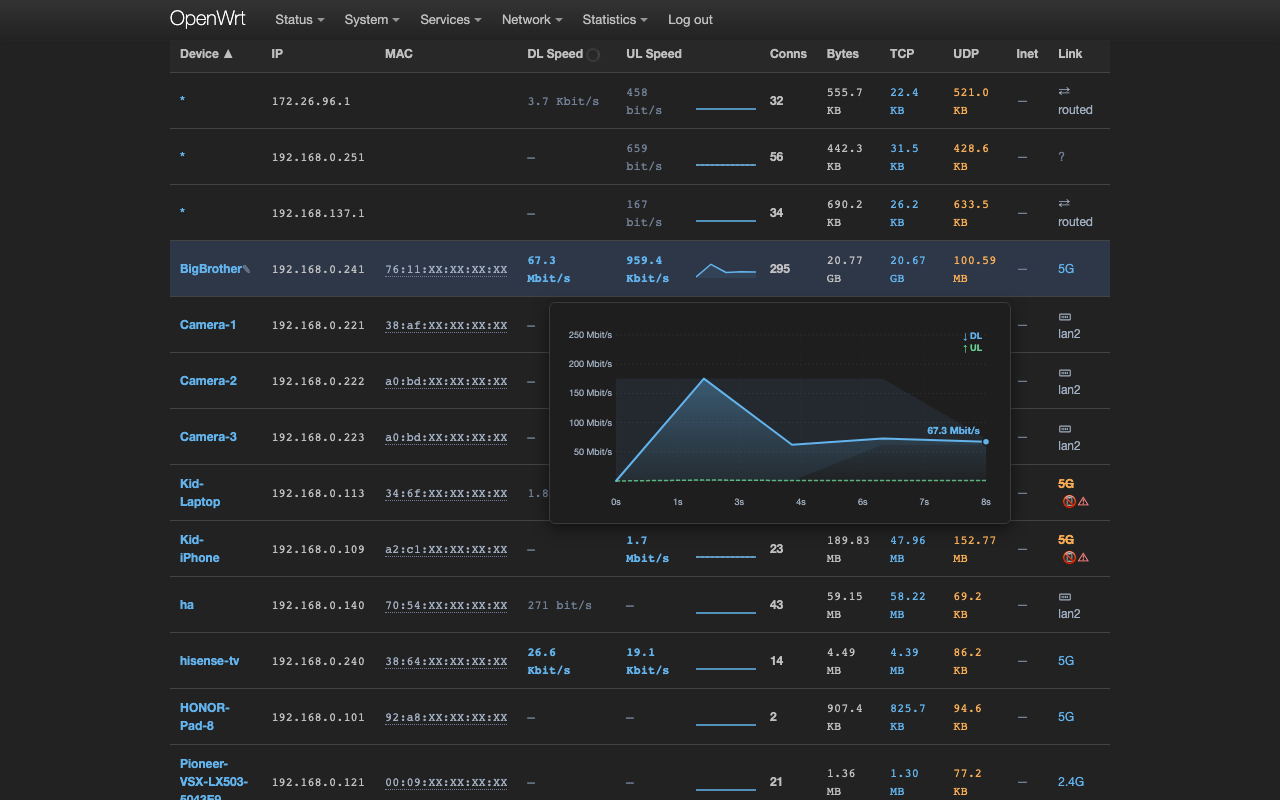 OpenWrt Status System Services Network Statistics Log out
Device ▲ IP MAC DL Speed UL Speed Conns Bytes TCP UDP Inet Link
* 172.26.96.1 3.7 Kbit/s 458 bit/s 32 555.7 KB 22.4 KB 521.0 KB — ⇄ routed
* 192.168.0.251 — 659 bit/s 56 442.3 KB 31.5 KB 428.6 KB — ?
* 192.168.137.1 — 167 bit/s 34 690.2 KB 26.2 KB 633.5 KB — ⇄ routed
BigBrother✎ 192.168.0.241 76:11:XX:XX:XX:XX 67.3 Mbit/s 959.4 Kbit/s 295 20.77 GB 20.67 GB 100.59 MB — 5G
Camera-1 192.168.0.221 38:af:XX:XX:XX:XX — — lan2
Camera-2 192.168.0.222 a0:bd:XX:XX:XX:XX — — lan2
Camera-3 192.168.0.223 a0:bd:XX:XX:XX:XX — — lan2
Kid-Laptop 192.168.0.113 34:6f:XX:XX:XX:XX 1.8 — 5G
250 Mbit/s
200 Mbit/s
150 Mbit/s
100 Mbit/s
50 Mbit/s
↓ DL
↑ UL
67.3 Mbit/s
0s 1s 3s 4s 6s 7s 8s
Kid-iPhone 192.168.0.109 a2:c1:XX:XX:XX:XX — 1.7 Mbit/s 23 189.83 MB 47.96 MB 152.77 MB — 5G
ha 192.168.0.140 70:54:XX:XX:XX:XX 271 bit/s — 43 59.15 MB 58.22 MB 69.2 KB — lan2
hisense-tv 192.168.0.240 38:64:XX:XX:XX:XX 26.6 Kbit/s 19.1 Kbit/s 14 4.49 MB 4.39 MB 86.2 KB — 5G
HONOR-Pad-8 192.168.0.101 92:a8:XX:XX:XX:XX — — 2 907.4 KB 825.7 KB 94.6 KB — 5G
Pioneer-VSX-LX503-5043E9 192.168.0.121 00:09:XX:XX:XX:XX — — 21 1.36 MB 1.30 MB 77.2 KB — 2.4G